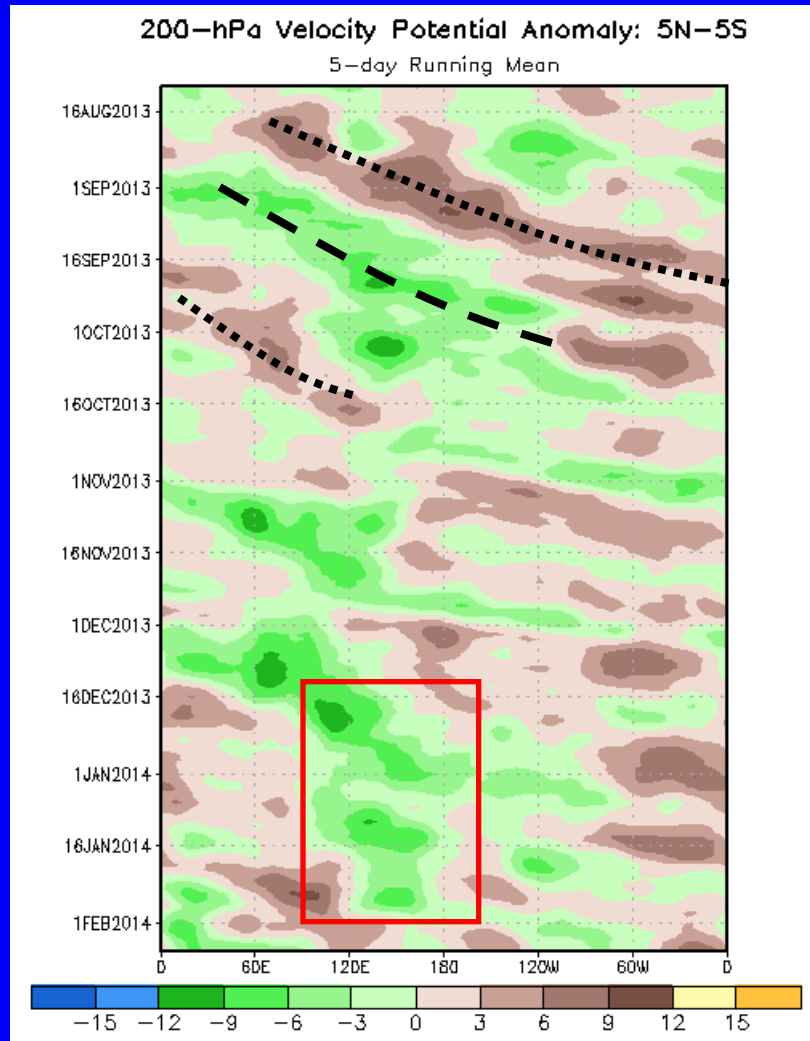 200-hPa Velocity Potential Anomaly: 5N-5S
5-day Running Mean
16AUG2013
1SEP2013
16SEP2013
1OCT2013
16OCT2013
1NOV2013
16NOV2013
1DEC2013
16DEC2013
1JAN2014
16JAN2014
1FEB2014
0 60E 120E 180 120W 60W 0
-15 -12 -9 -6 -3 0 3 6 9 12 15